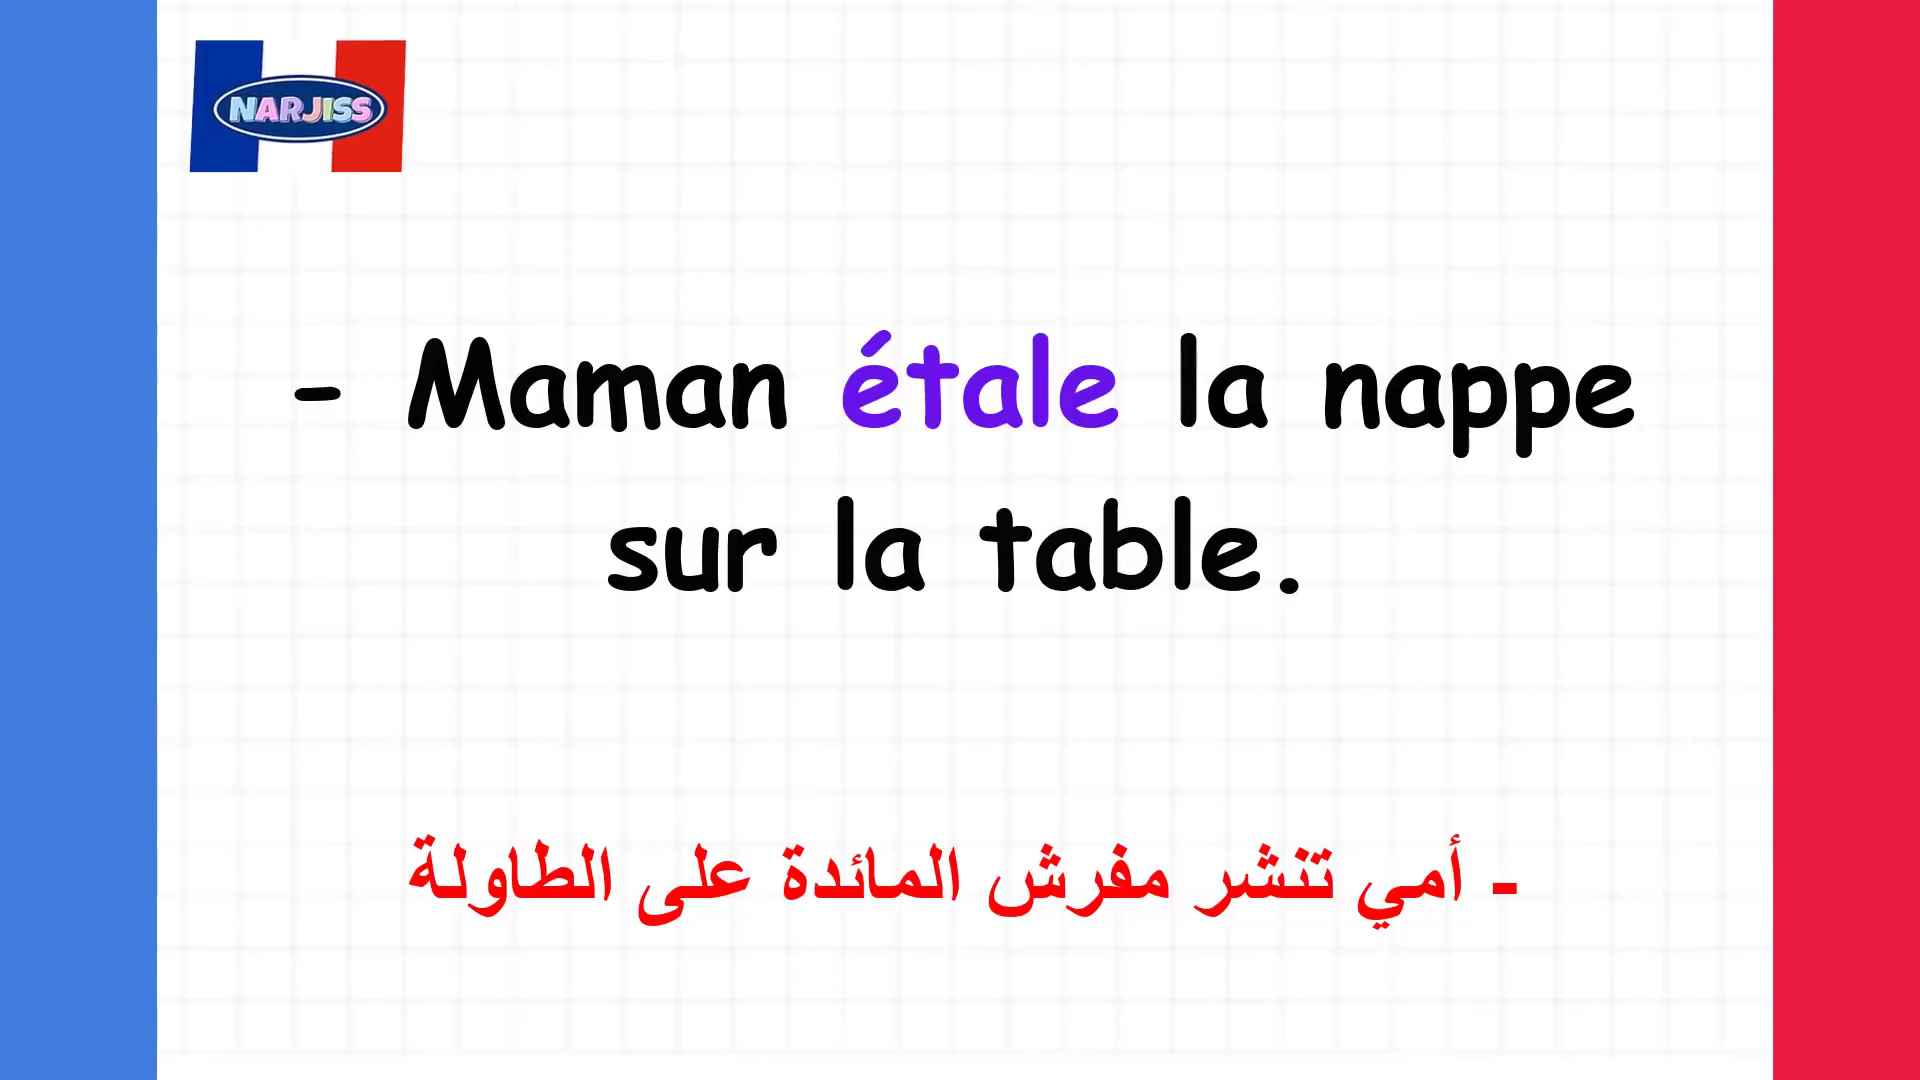 NARJISS
- Maman étale la nappe
sur la table.
- أمي تنشر مفرش المائدة على الطاولة